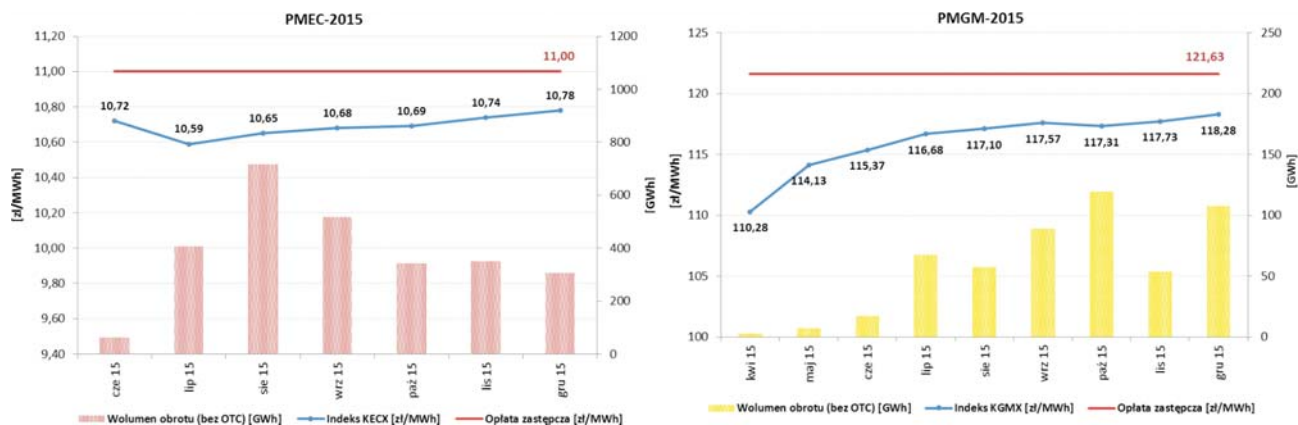 PMEC-2015
11,20
11,00
10,80
10,60
10,40
10,20
10,00
9,80
9,60
9,40
[zł/MWh]
1200
1000
800
600
400
200
0
[GWh]
11,00
10,72
10,59
10,65
10,68
10,69
10,74
10,78
cze 15
lip 15
sie 15
wrz 15
paź 15
lis 15
gru 15
Wolumen obrotu (bez OTC) [GWh]
Indeks KECX [zł/MWh]
Opłata zastępcza [zł/MWh]
PMGM-2015
125
120
115
110
105
100
[zł/MWh]
250
200
150
100
50
0
[GWh]
121,63
110,28
114,13
115,37
116,68
117,10
117,57
117,31
117,73
118,28
kwi 15
maj 15
cze 15
lip 15
sie 15
wrz 15
paź 15
lis 15
gru 15
Wolumen obrotu (bez OTC) [GWh]
Indeks KGMX [zł/MWh]
Opłata zastępcza [zł/MWh]